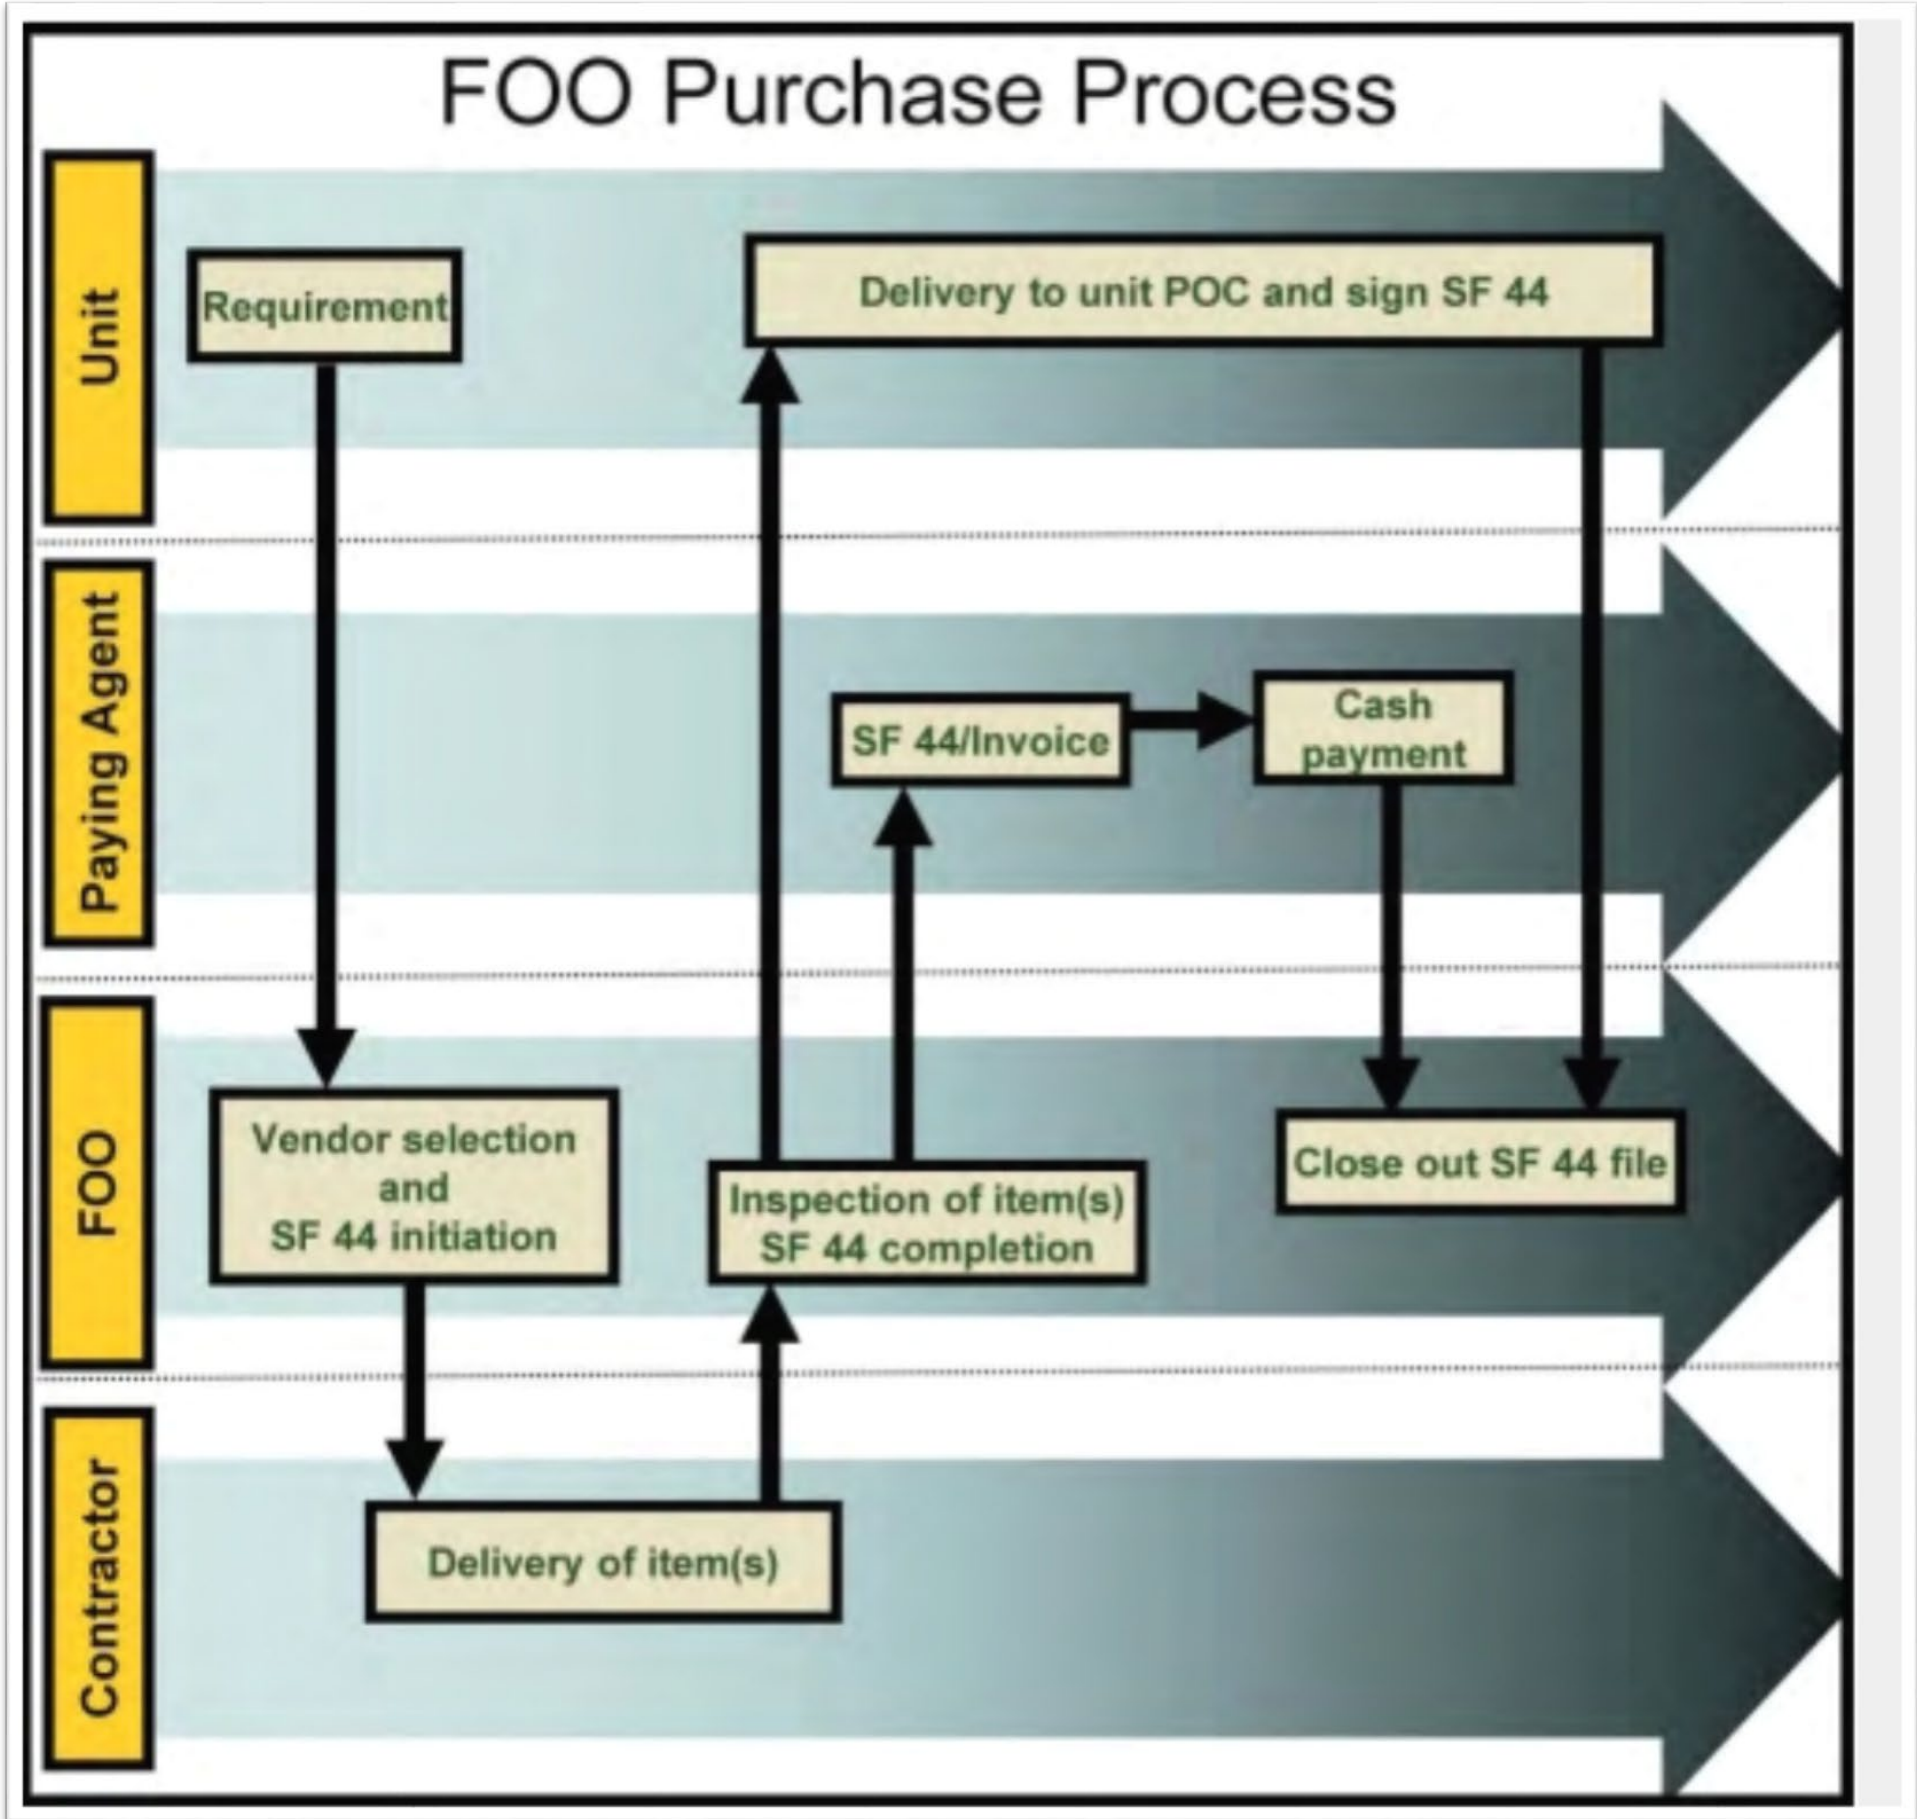 FOO Purchase Process
Unit
Requirement
Delivery to unit POC and sign SF 44
Paying Agent
SF 44/Invoice
Cash
payment
FOO
Vendor selection
and
SF 44 initiation
Inspection of item(s)
SF 44 completion
Close out SF 44 file
Contractor
Delivery of item(s)